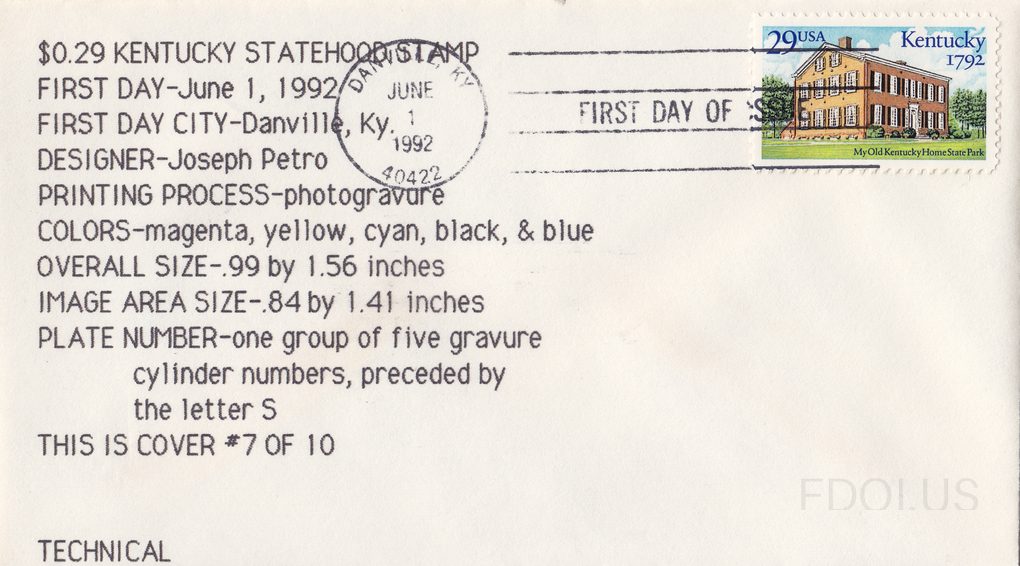 $0.29 KENTUCKY STATEHOOD STAMP
FIRST DAY-June 1, 1992
FIRST DAY CITY-Danville, Ky.
DESIGNER-Joseph Petro
PRINTING PROCESS-photogravure
COLORS-magenta, yellow, cyan, black, & blue
OVERALL SIZE-.99 by 1.56 inches
IMAGE AREA SIZE-.84 by 1.41 inches
PLATE NUMBER-one group of five gravure
cylinder numbers, preceded by
the letter S
THIS IS COVER #7 OF 10
TECHNICAL
DANVILLE, KY
JUNE
1
1992
40422
FIRST DAY OF ISSUE
29USA Kentucky
1792
My Old Kentucky Home State Park
FDOI.US